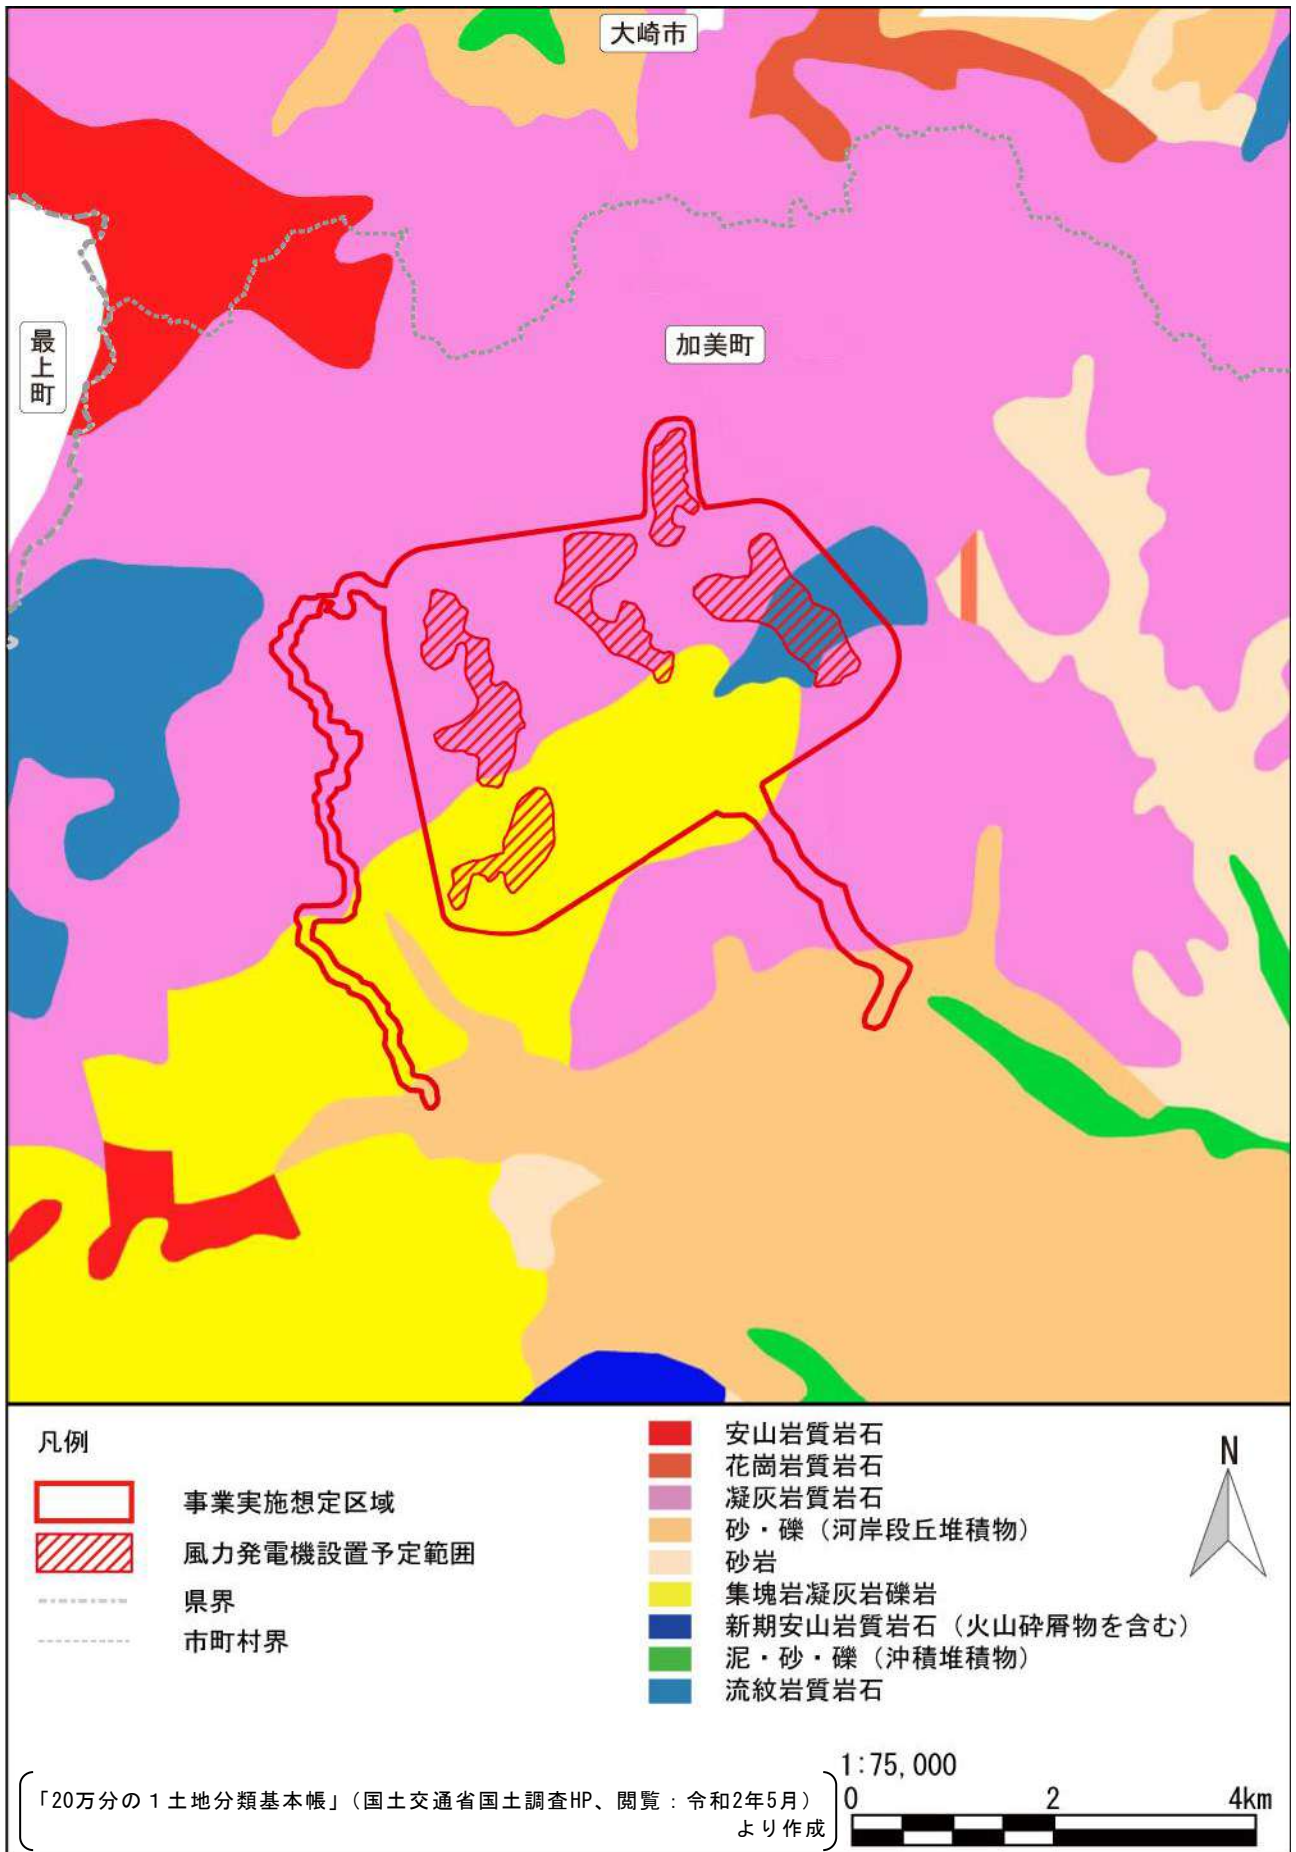 大崎市
最上町
加美町
凡例
事業実施想定区域
風力発電機設置予定範囲
県界
市町村界
安山岩質岩石
花崗岩質岩石
凝灰岩質岩石
砂・礫（河岸段丘堆積物）
砂岩
集塊岩凝灰岩礫岩
新期安山岩質岩石（火山砕屑物を含む）
泥・砂・礫（沖積堆積物）
流紋岩質岩石
N
1:75,000
0 2 4km
「20万分の１土地分類基本帳」（国土交通省国土調査HP、閲覧：令和2年5月）
より作成